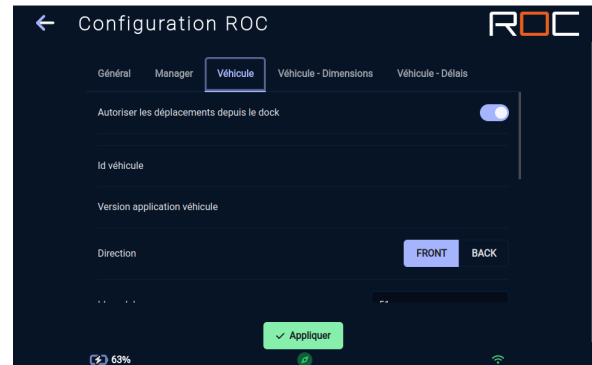 Configuration ROC
ROC
Général Manager Véhicule Véhicule - Dimensions Véhicule - Délais
Autoriser les déplacements depuis le dock
Id véhicule
Version application véhicule
Direction FRONT BACK
Appliquer
63%